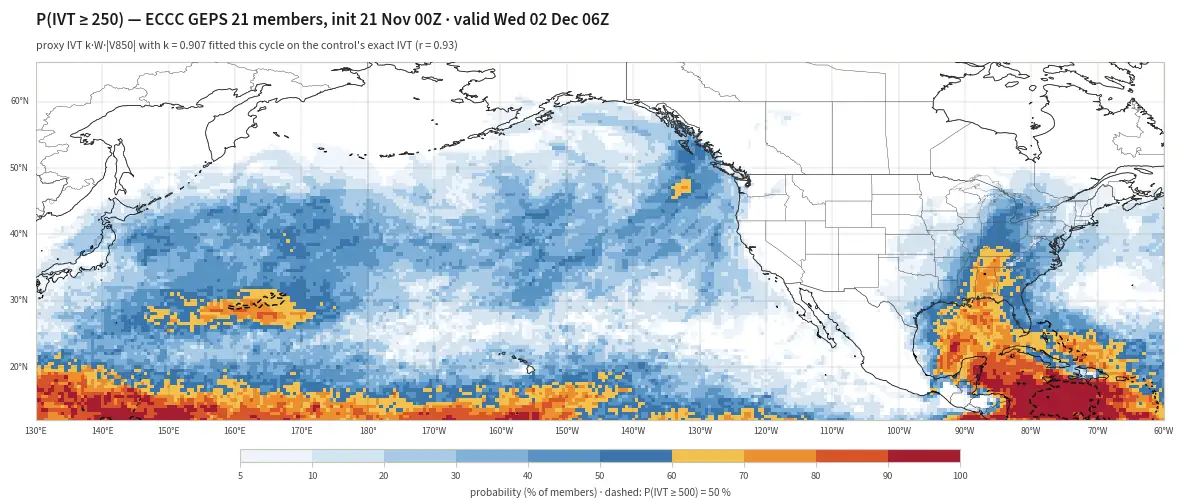 P(IVT ≥ 250) — ECCC GEPS 21 members, init 21 Nov 00Z · valid Wed 02 Dec 06Z
proxy IVT k·W·|V850| with k = 0.907 fitted this cycle on the control's exact IVT (r = 0.93)
60°N
50°N
40°N
30°N
20°N
130°E 140°E 150°E 160°E 170°E 180° 170°W 160°W 150°W 140°W 130°W 120°W 110°W 100°W 90°W 80°W 70°W 60°W
5 10 20 30 40 50 60 70 80 90 100
probability (% of members) · dashed: P(IVT ≥ 500) = 50 %